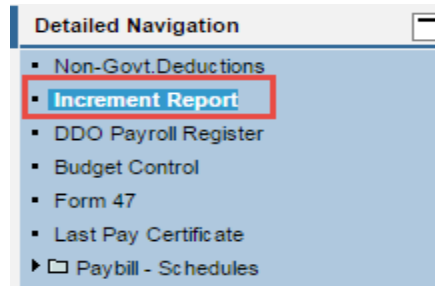 Detailed Navigation
Non-Govt.Deductions
Increment Report
DDO Payroll Register
Budget Control
Form 47
Last Pay Certificate
Paybill - Schedules